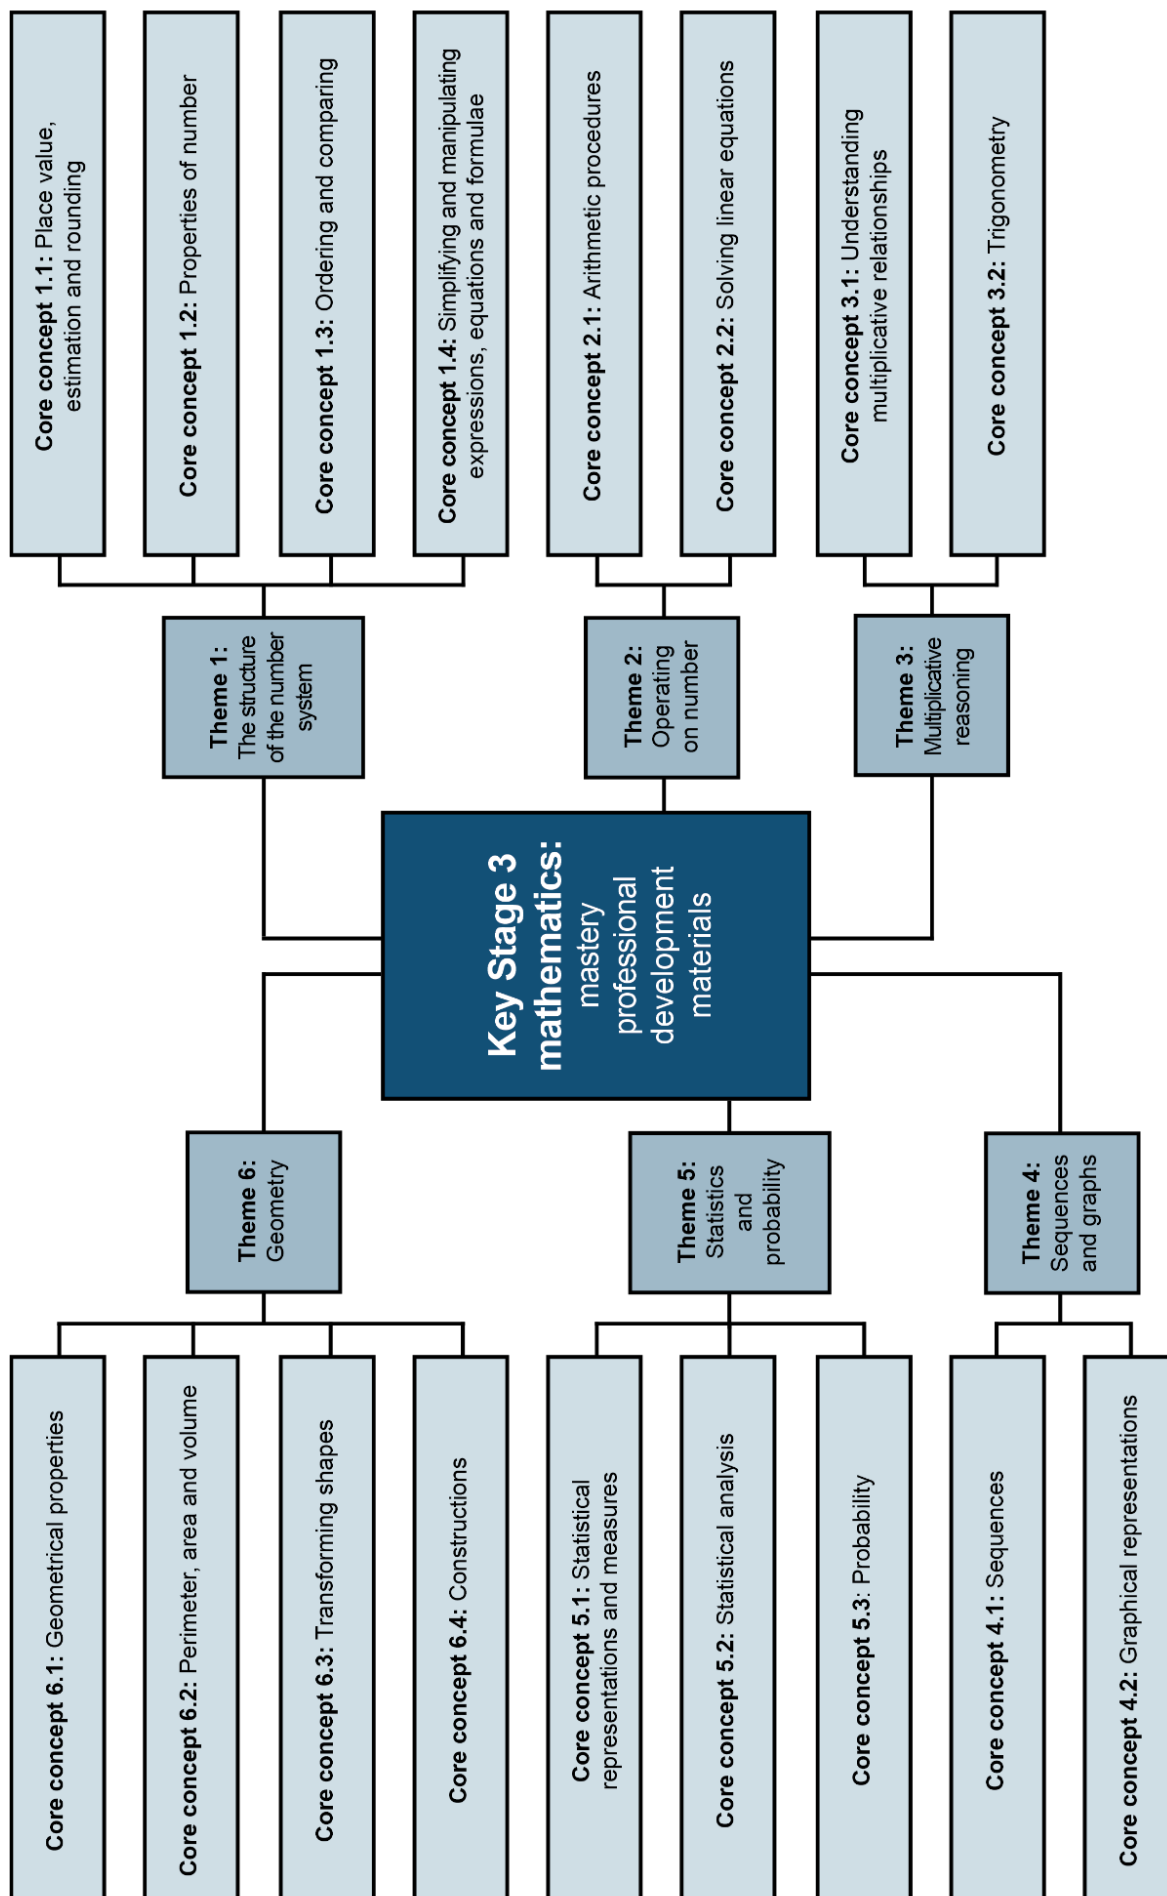 Key Stage 3
mathematics:
mastery
professional
development
materials
Theme 1:
The structure
of the number
system
Core concept 1.1: Place value,
estimation and rounding
Core concept 1.2: Properties of number
Core concept 1.3: Ordering and comparing
Core concept 1.4: Simplifying and manipulating
expressions, equations and formulae
Theme 2:
Operating
on number
Core concept 2.1: Arithmetic procedures
Core concept 2.2: Solving linear equations
Theme 3:
Multiplicative
reasoning
Core concept 3.1: Understanding
multiplicative relationships
Core concept 3.2: Trigonometry
Theme 4:
Sequences
and graphs
Core concept 4.1: Sequences
Core concept 4.2: Graphical representations
Theme 5:
Statistics
and
probability
Core concept 5.1: Statistical
representations and measures
Core concept 5.2: Statistical analysis
Core concept 5.3: Probability
Theme 6:
Geometry
Core concept 6.1: Geometrical properties
Core concept 6.2: Perimeter, area and volume
Core concept 6.3: Transforming shapes
Core concept 6.4: Constructions